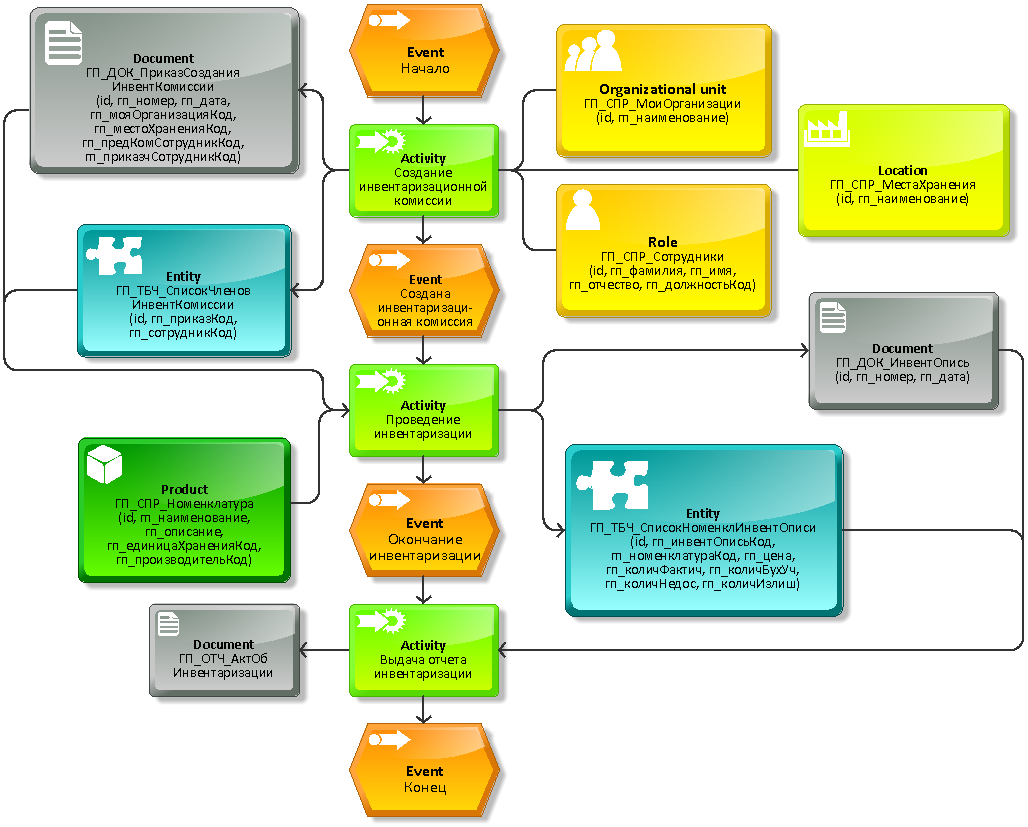 Document
ГП_ДОК_ПриказСоздания
ИнвентКомиссии
(id, гп_номер, гп_дата,
гп_мояОрганизацияКод,
гп_местоХраненияКод,
гп_предКомСотрудникКод,
гп_приказчСотрудникКод)
Event
Начало
Organizational unit
ГП_СПР_МоиОрганизации
(id, гп_наименование)
Location
ГП_СПР_МестаХранения
(id, гп_наименование)
Activity
Создание
инвентаризационной
комиссии
Role
ГП_СПР_Сотрудники
(id, гп_фамилия, гп_имя,
гп_отчество, гп_должностьКод)
Entity
ГП_ТБЧ_СписокЧленов
ИнвентКомиссии
(id, гп_приказКод,
гп_сотрудникКод)
Event
Создана
инвентаризаци-
онная комиссия
Document
ГП_ДОК_ИнвентОпись
(id, гп_номер, гп_дата)
Activity
Проведение
инвентаризации
Product
ГП_СПР_Номенклатура
(id, гп_наименование,
гп_описание,
гп_единицаХраненияКод,
гп_производительКод)
Event
Окончание
инвентаризации
Entity
ГП_ТБЧ_СписокНоменклИнвентОписи
(id, гп_инвентОписьКод,
гп_номенклатураКод, гп_цена,
гп_количФактич, гп_количБухУч,
гп_количНедос, гп_количИзлиш)
Document
ГП_ОТЧ_АктОб
Инвентаризации
Activity
Выдача отчета
инвентаризации
Event
Конец